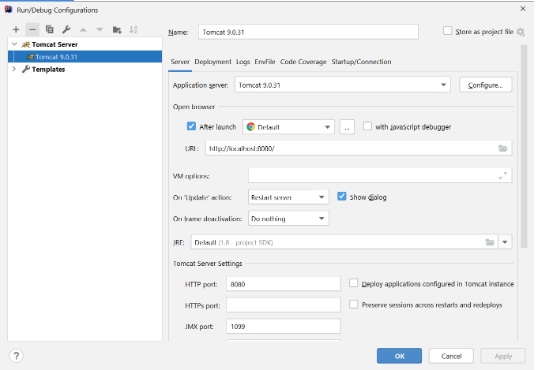 Run/Debug Configurations
Name: Tomcat 9.0.31
Store as project file
Tomcat Server
Tomcat 9.0.31
Templates
Server Deployment Logs EnvFile Code Coverage Startup/Connection
Application server: Tomcat 9.0.31 Configure...
Open browser
After launch Default ... with JavaScript debugger
URL: http://localhost:8080/
VM options:
On 'Update' action: Restart server Show dialog
On frame deactivation: Do nothing
JRE: Default (1.8 - project SDK)
Tomcat Server Settings
HTTP port: 8080 Deploy applications configured in Tomcat instance
HTTPs port: Preserve sessions across restarts and redeploys
JMX port: 1099
? OK Cancel Apply